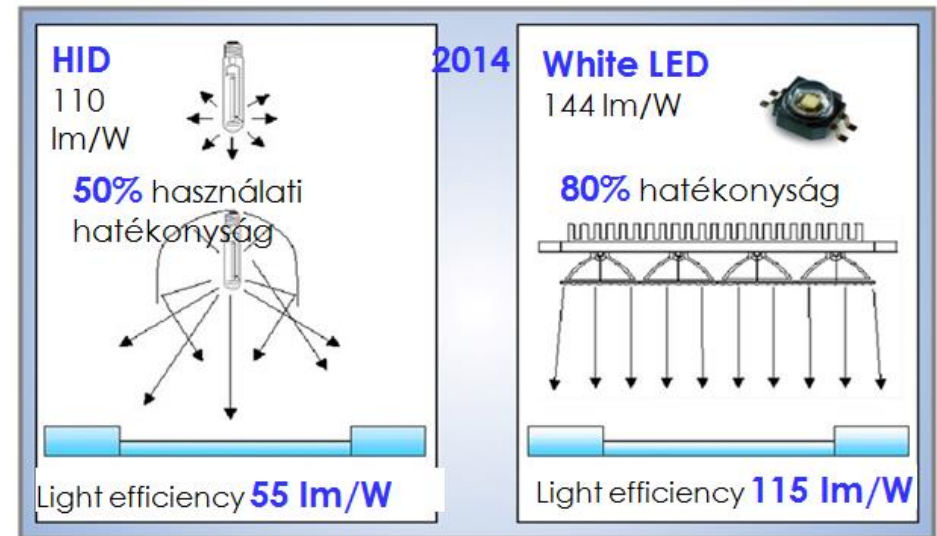 HID
110
lm/W
50% használati
hatékonyság
Light efficiency 55 lm/W
2014
White LED
144 lm/W
80% hatékonyság
Light efficiency 115 lm/W